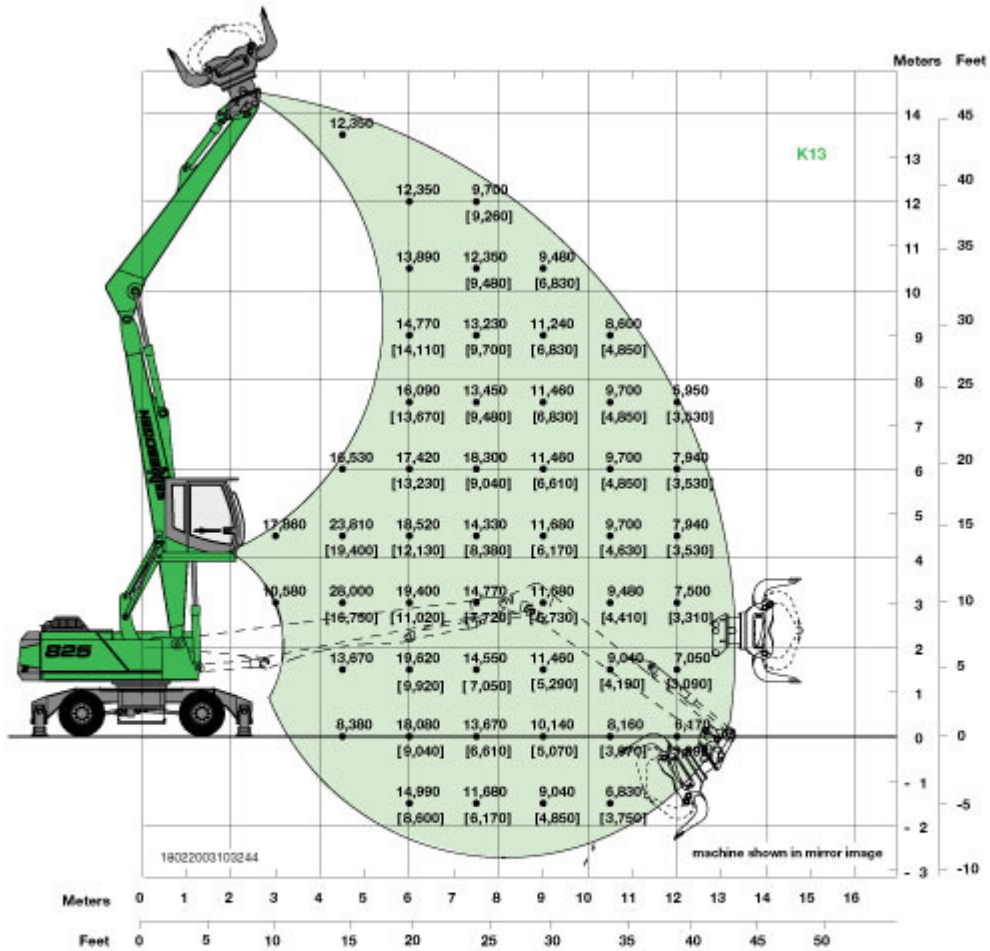 Meters Feet
14 45
12,350
K13
13
40
12,350 9,700
12
[9,260]
11 35
13,890 12,350 9,480
[9,480] [6,830]
10
30
14,770 13,230 11,240 8,600
9
[14,110] [9,700] [6,830] [4,850]
8 25
16,090 13,450 11,460 9,700 5,950
[13,670] [9,480] [6,830] [4,850] [3,530]
7
20
16,530 17,420 18,300 11,460 9,700 7,940
6
[13,230] [9,040] [6,610] [4,850] [3,530]
17,860 23,810 18,520 14,330 11,680 9,700 7,940
5 15
[19,400] [12,130] [8,380] [6,170] [4,630] [3,530]
4
10,580 28,000 19,400 14,770 11,680 9,480 7,500
3 10
[16,750] [11,020] [7,720] [5,730] [4,410] [3,310]
825
2
13,670 19,620 14,550 11,460 9,040 7,050
5
[9,920] [7,050] [5,290] [4,190] [3,090]
1
8,380 18,080 13,670 10,140 8,160 6,170
0 0
[9,040] [6,610] [5,070]
- 1
14,990 11,680 9,040 6,830
-5
[8,600] [6,170] [4,850] [3,750]
- 2
18022003103244
machine shown in mirror image
- 3 -10
Meters 0 1 2 3 4 5 6 7 8 9 10 11 12 13 14 15 16
Feet 0 5 10 15 20 25 30 35 40 45 50